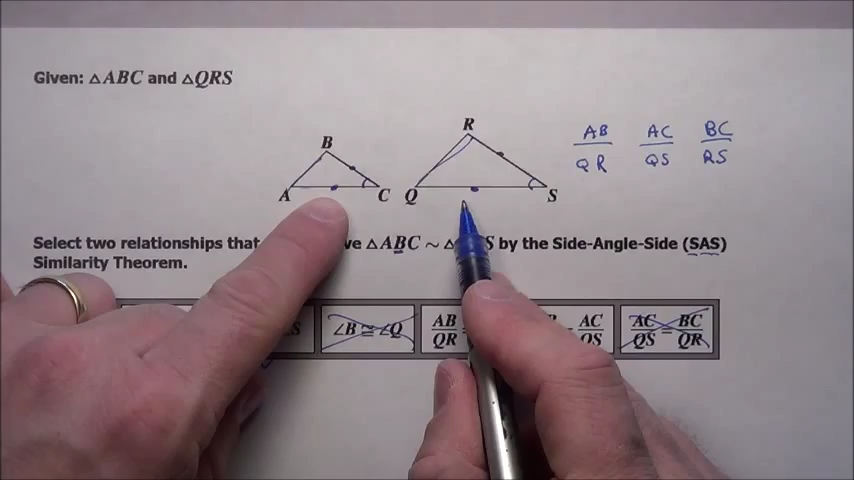 Given: △ABC and △QRS
B
R
A
C
Q
S
AB/QR AC/QS BC/RS
Select two relationships that △ABC ~ △ S by the Side-Angle-Side (SAS)
Similarity Theorem.
S ∠B ≅ ∠Q AB/QR = = AC/QS AC/QS = BC/QR